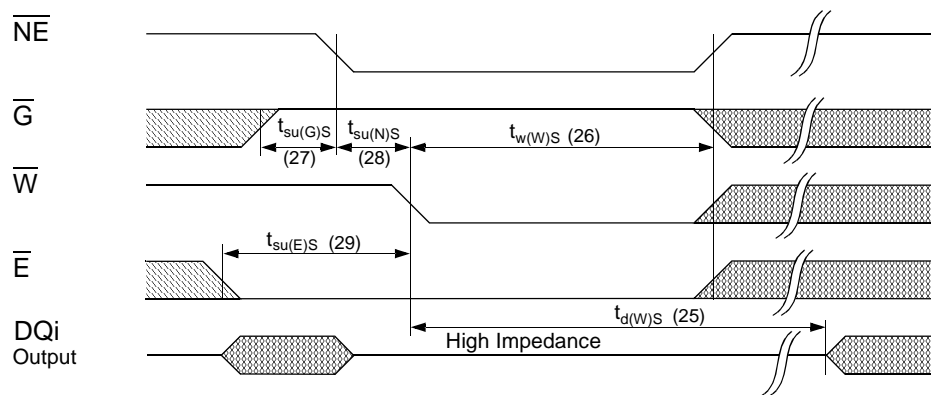 NE
G
tsu(G)S tsu(N)S tw(W)S (26)
(27) (28)
W
tsu(E)S (29)
E
td(W)S (25)
DQi
Output
High Impedance